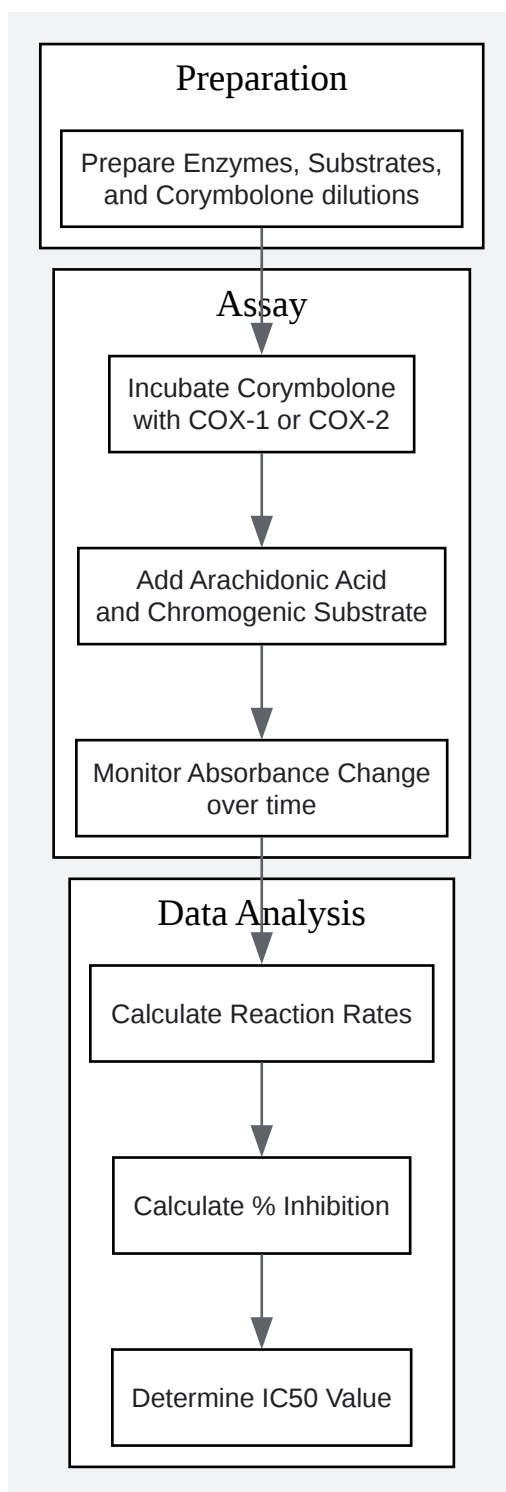 Preparation
Prepare Enzymes, Substrates,
and Corymbolone dilutions
Assay
Incubate Corymbolone
with COX-1 or COX-2
Add Arachidonic Acid
and Chromogenic Substrate
Monitor Absorbance Change
over time
Data Analysis
Calculate Reaction Rates
Calculate % Inhibition
Determine IC50 Value